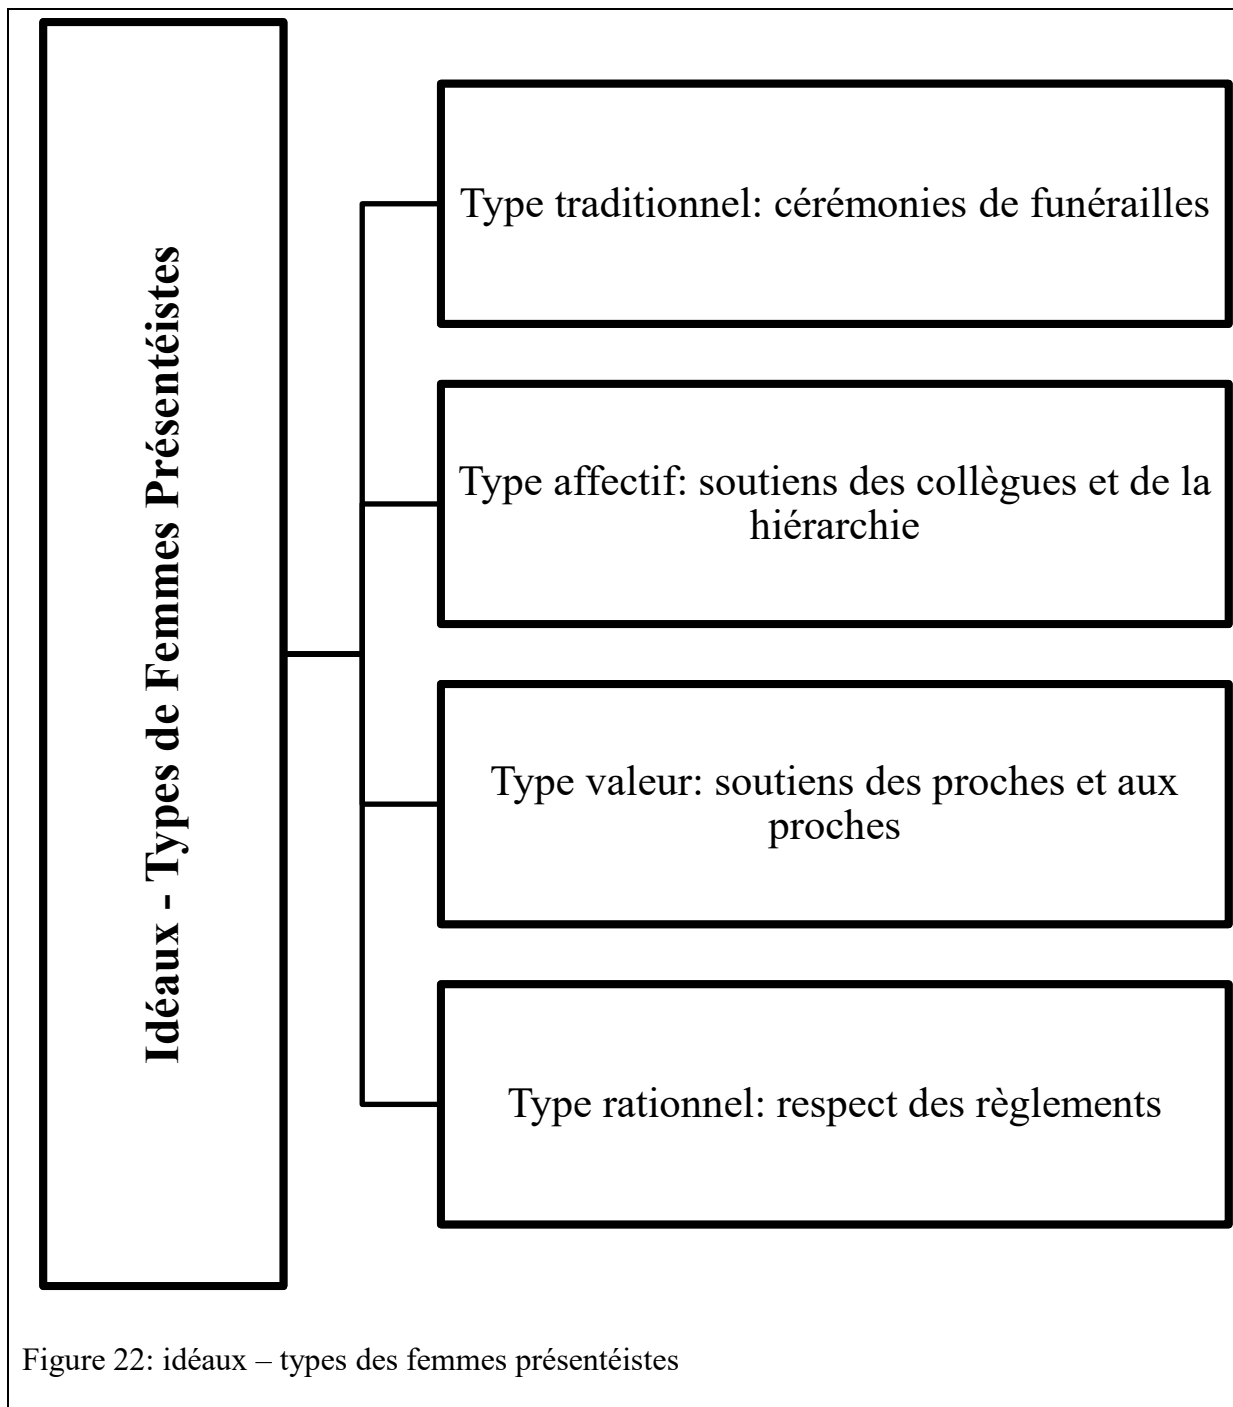 Idéaux - Types de Femmes Présentéistes
Type traditionnel: cérémonies de funérailles
Type affectif: soutiens des collègues et de la
hiérarchie
Type valeur: soutiens des proches et aux
proches
Type rationnel: respect des règlements
Figure 22: idéaux – types des femmes présentéistes